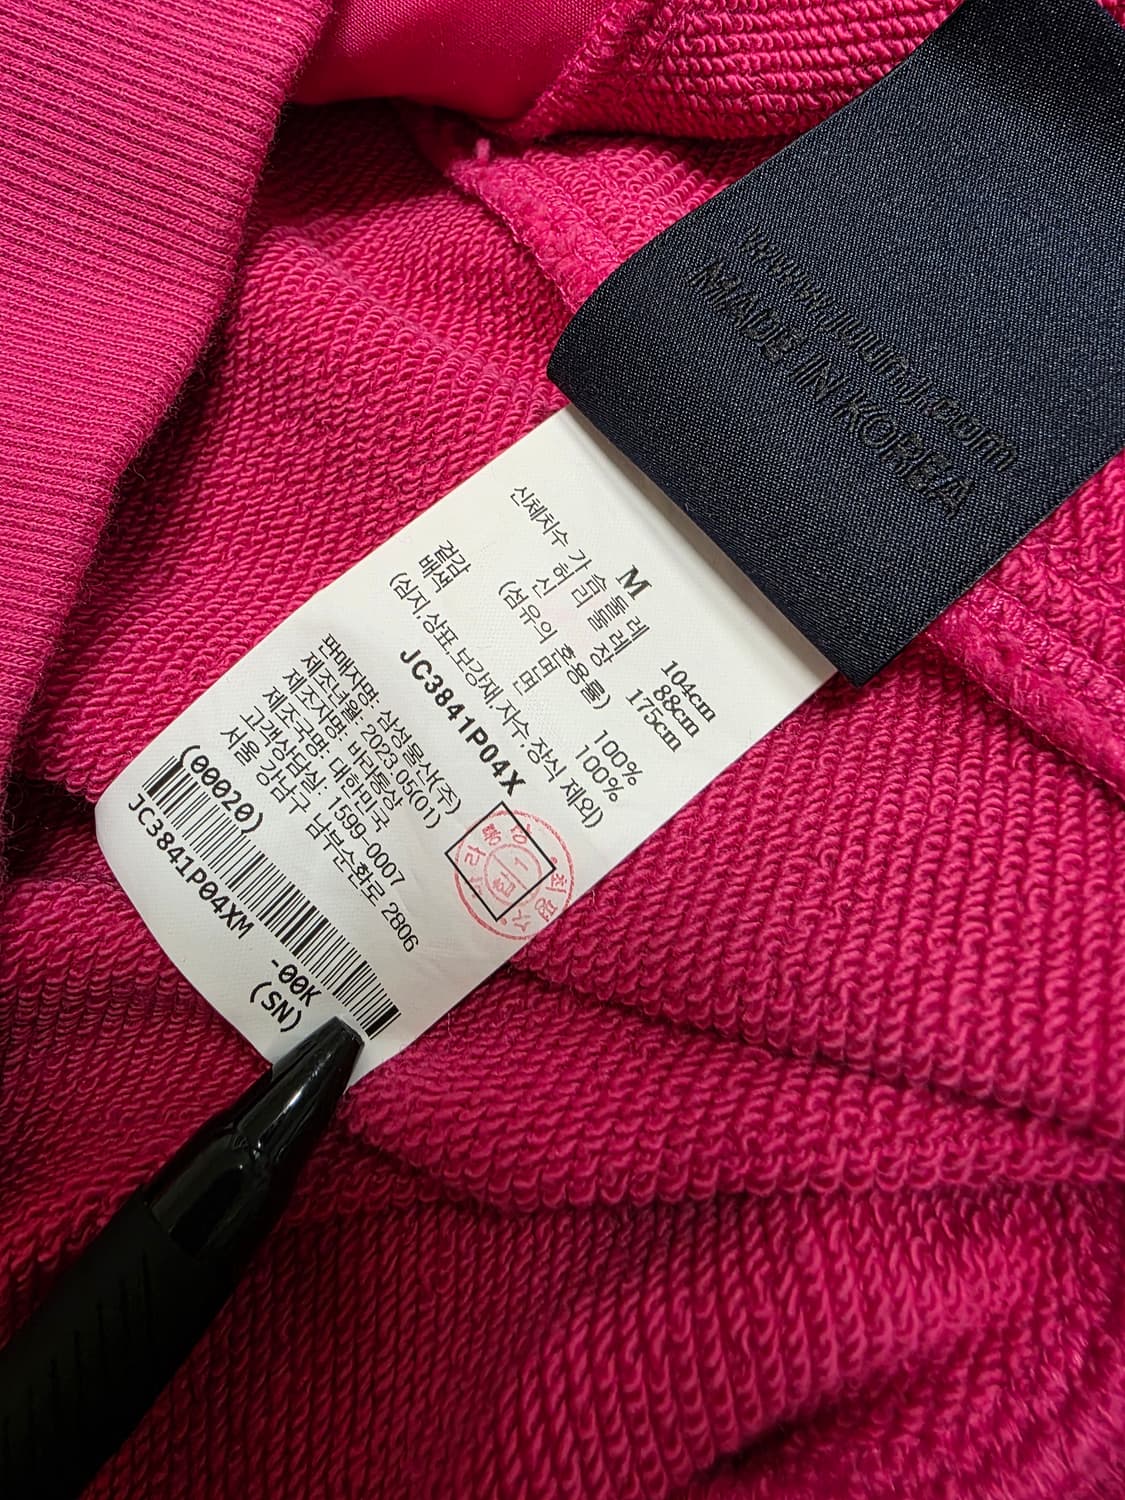 www.juunj.com
MADE IN KOREA
M
신체치수 가 슴 둘 레 104cm
허 리 둘 레 88cm
신 장 175cm
(섬유의 혼용률)
겉감 면 100%
배색 면 100%
(심지,상표,보강재,자수,장식 제외)
JC3841P04X
판매자명: 삼성물산(주)
제조년월: 2023.05(01)
제조자명: 바라통상
제조국명: 대한민국
고객상담실: 1599-0007
서울 강남구 남부순환로 2806
(00020)
JC3841P04XM -00K
(SN)